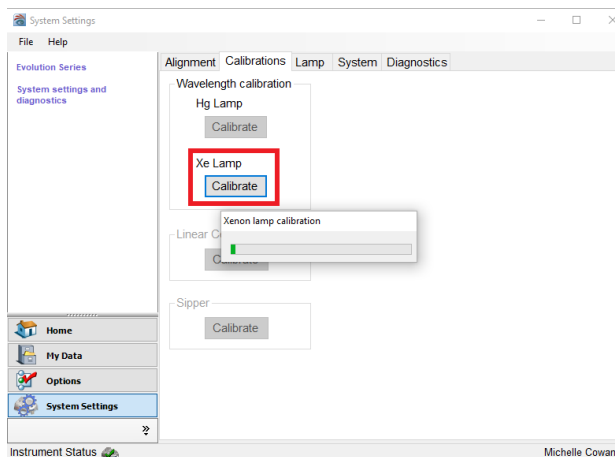 System Settings
File Help
Evolution Series
System settings and
diagnostics
Alignment Calibrations Lamp System Diagnostics
Wavelength calibration
Hg Lamp
Calibrate
Xe Lamp
Calibrate
Xenon lamp calibration
Linear
Sipper
Calibrate
Home
My Data
Options
System Settings
Instrument Status
Michelle Cowan